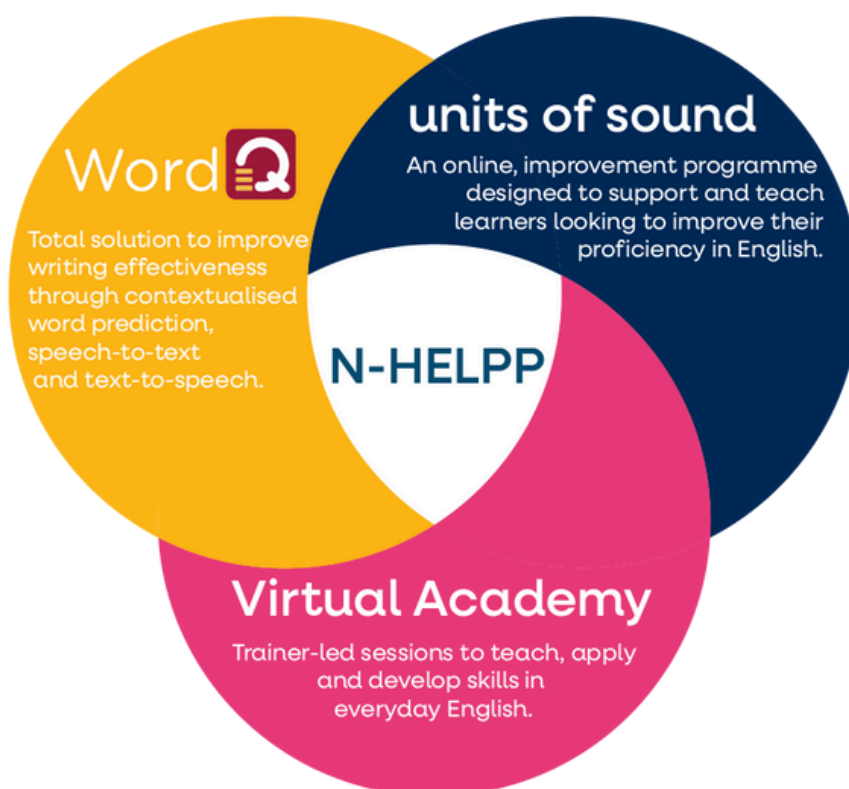 WordQ
Total solution to improve
writing effectiveness
through contextualised
word prediction,
speech-to-text
and text-to-speech.
units of sound
An online, improvement programme
designed to support and teach
learners looking to improve their
proficiency in English.
N-HELPP
Virtual Academy
Trainer-led sessions to teach, apply
and develop skills in
everyday English.